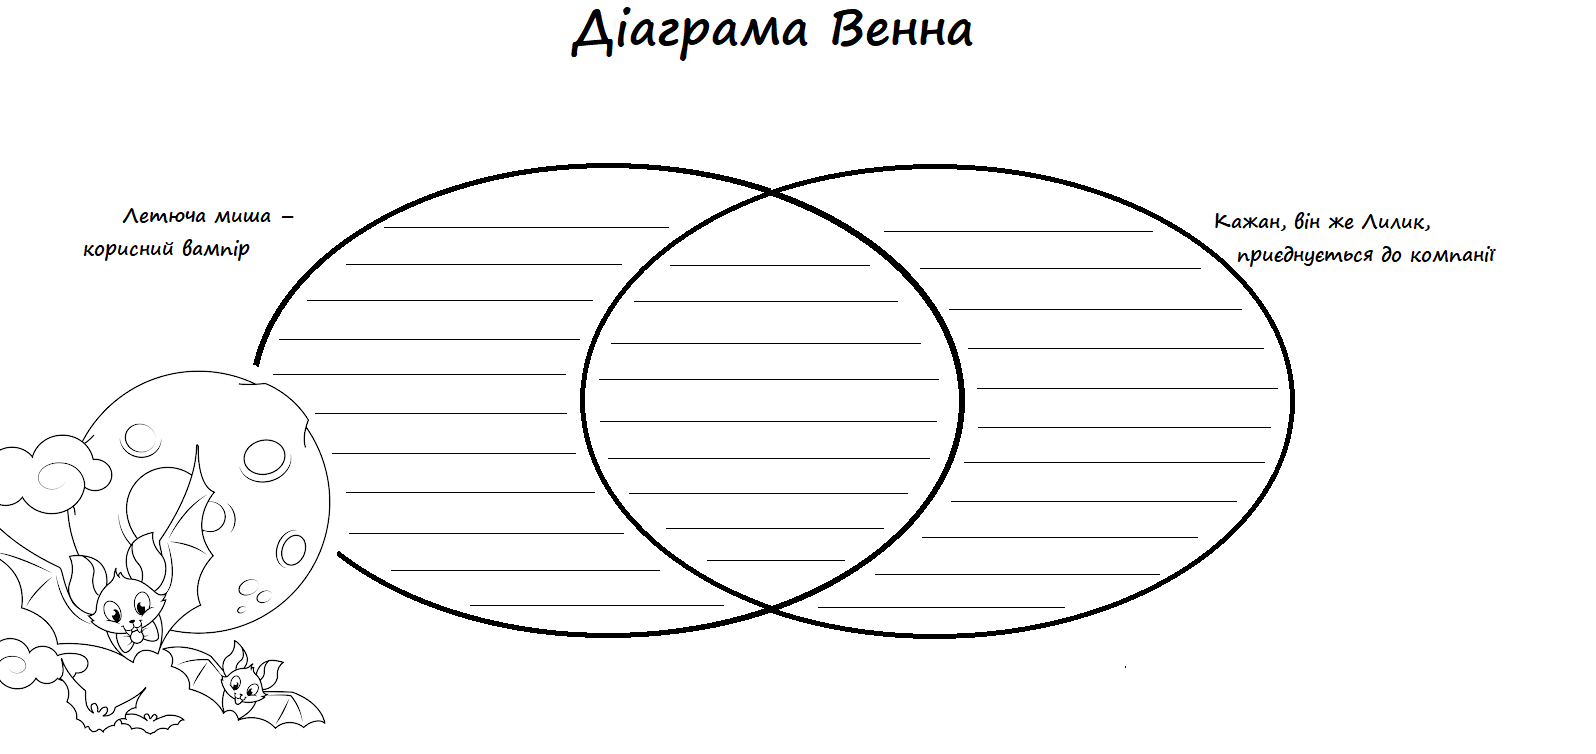 Діаграма Венна
Летюча миша –
корисний вампір
Кажан, він же Лилик,
приєднується до компанії